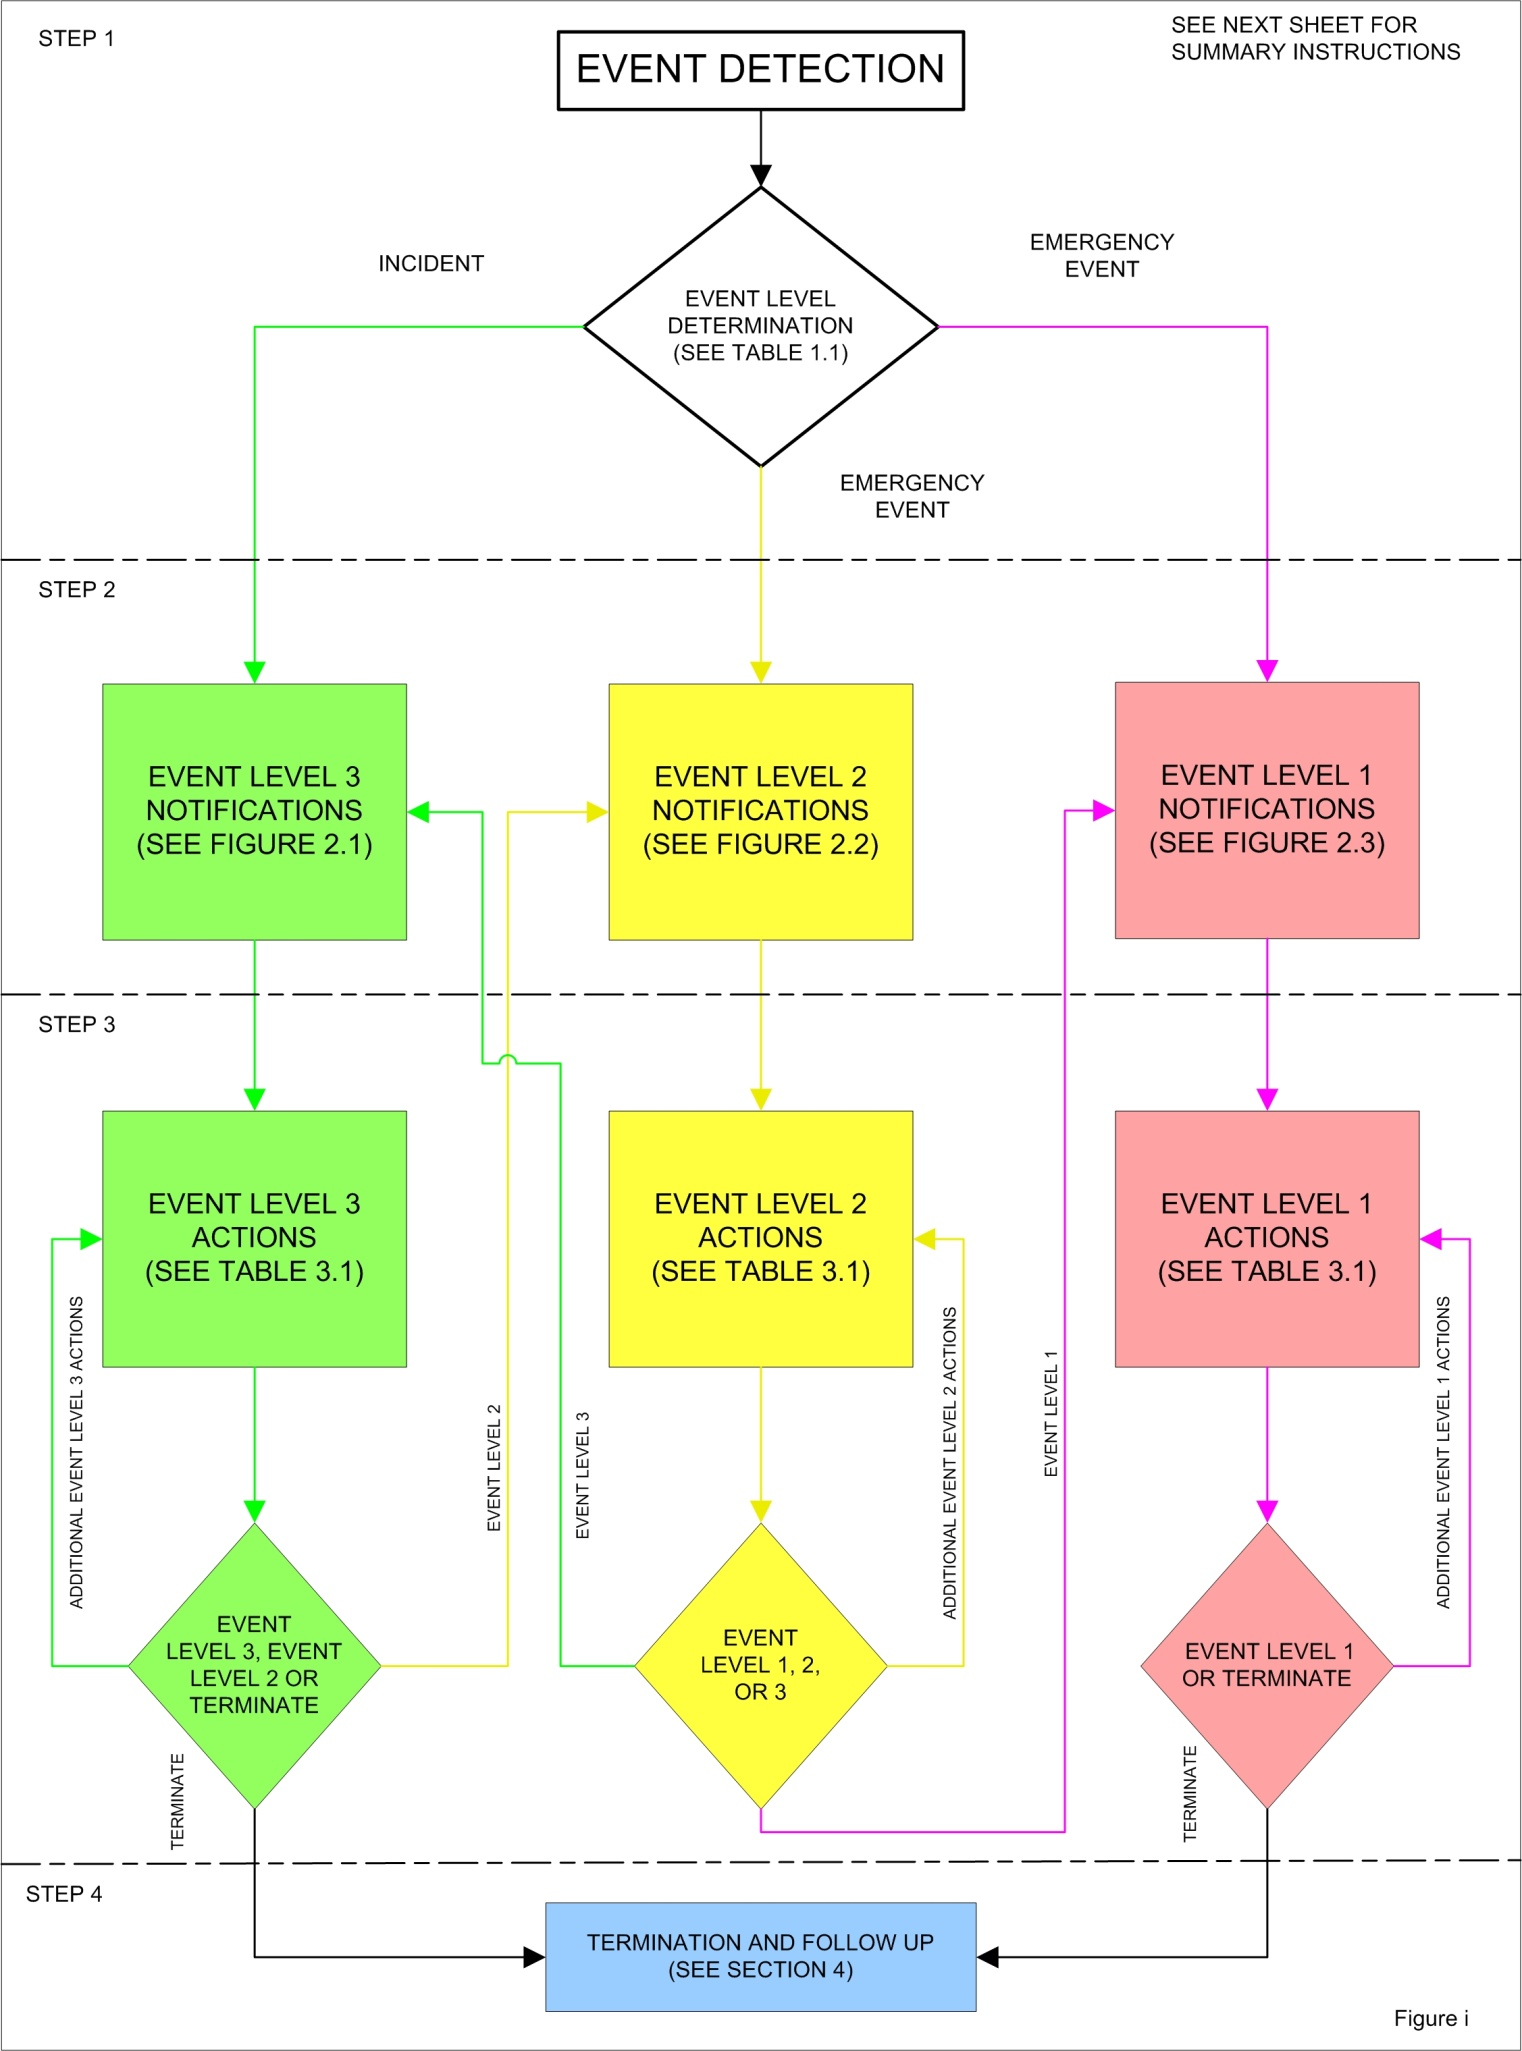 STEP 1
SEE NEXT SHEET FOR
SUMMARY INSTRUCTIONS
EVENT DETECTION
INCIDENT
EMERGENCY
EVENT
EVENT LEVEL
DETERMINATION
(SEE TABLE 1.1)
EMERGENCY
EVENT
STEP 2
EVENT LEVEL 3
NOTIFICATIONS
(SEE FIGURE 2.1)
EVENT LEVEL 2
NOTIFICATIONS
(SEE FIGURE 2.2)
EVENT LEVEL 1
NOTIFICATIONS
(SEE FIGURE 2.3)
STEP 3
EVENT LEVEL 3
ACTIONS
(SEE TABLE 3.1)
EVENT LEVEL 2
ACTIONS
(SEE TABLE 3.1)
EVENT LEVEL 1
ACTIONS
(SEE TABLE 3.1)
ADDITIONAL EVENT LEVEL 3 ACTIONS
EVENT LEVEL 2
EVENT LEVEL 3
ADDITIONAL EVENT LEVEL 2 ACTIONS
EVENT LEVEL 1
ADDITIONAL EVENT LEVEL 1 ACTIONS
EVENT
LEVEL 3, EVENT
LEVEL 2 OR
TERMINATE
EVENT
LEVEL 1, 2,
OR 3
EVENT LEVEL 1
OR TERMINATE
TERMINATE
TERMINATE
STEP 4
TERMINATION AND FOLLOW UP
(SEE SECTION 4)
Figure i